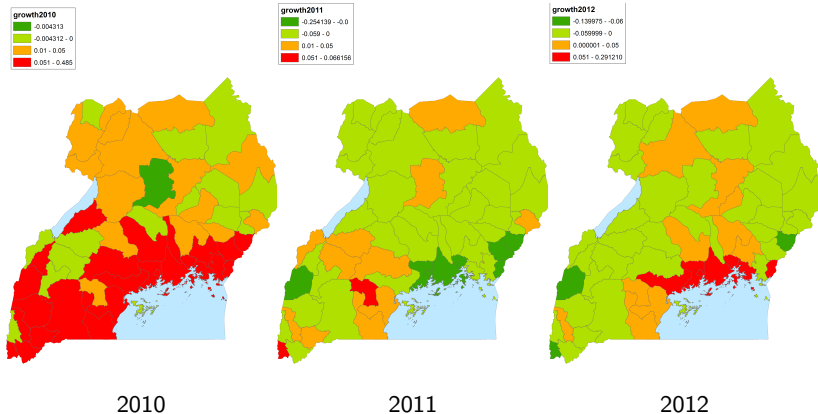 growth2010
-0.004313
-0.004312 - 0
0.01 - 0.05
0.051 - 0.485
growth2011
-0.254139 - -0.0
-0.059 - 0
0.01 - 0.05
0.051 - 0.066156
growth2012
-0.139975 - -0.06
-0.059999 - 0
0.000001 - 0.05
0.051 - 0.291210
2010
2011
2012